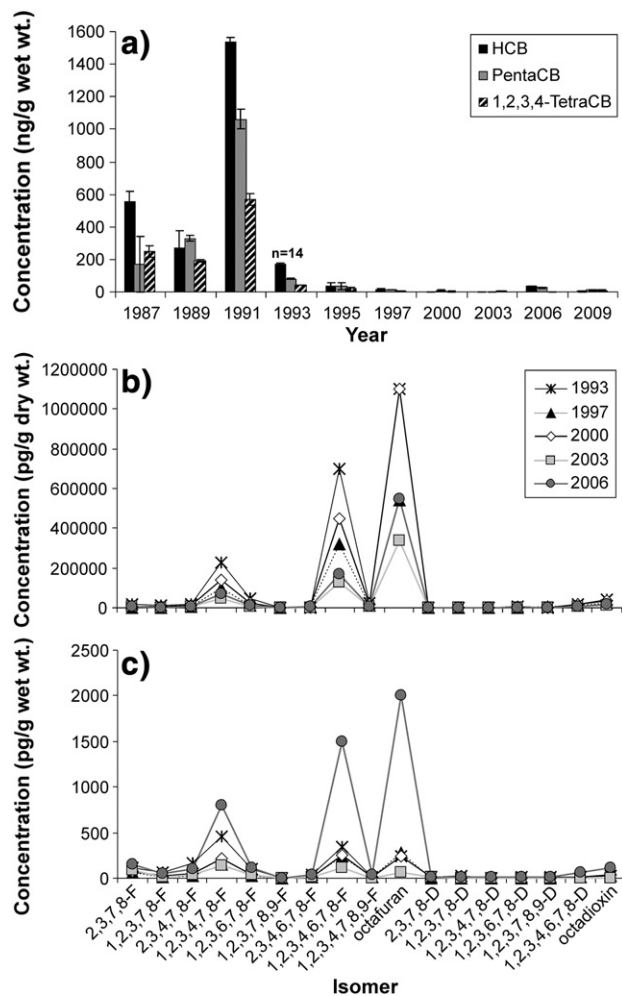 a)
Concentration (ng/g wet wt.)
1600
1400
1200
1000
800
600
400
200
0
HCB
PentaCB
1,2,3,4-TetraCB
n=14
1987 1989 1991 1993 1995 1997 2000 2003 2006 2009
Year
b)
Concentration (pg/g dry wt.)
1200000
1000000
800000
600000
400000
200000
0
1993
1997
2000
2003
2006
c)
Concentration (pg/g wet wt.)
2500
2000
1500
1000
500
0
2,3,7,8-F
1,2,3,7,8-F
2,3,4,7,8-F
1,2,3,4,7,8-F
1,2,3,6,7,8-F
1,2,3,7,8,9-F
2,3,4,6,7,8-F
1,2,3,4,6,7,8-F
1,2,3,4,7,8,9-F
octafuran
2,3,7,8-D
1,2,3,7,8-D
1,2,3,4,7,8-D
1,2,3,6,7,8-D
1,2,3,7,8,9-D
1,2,3,4,6,7,8-D
octadioxin
Isomer